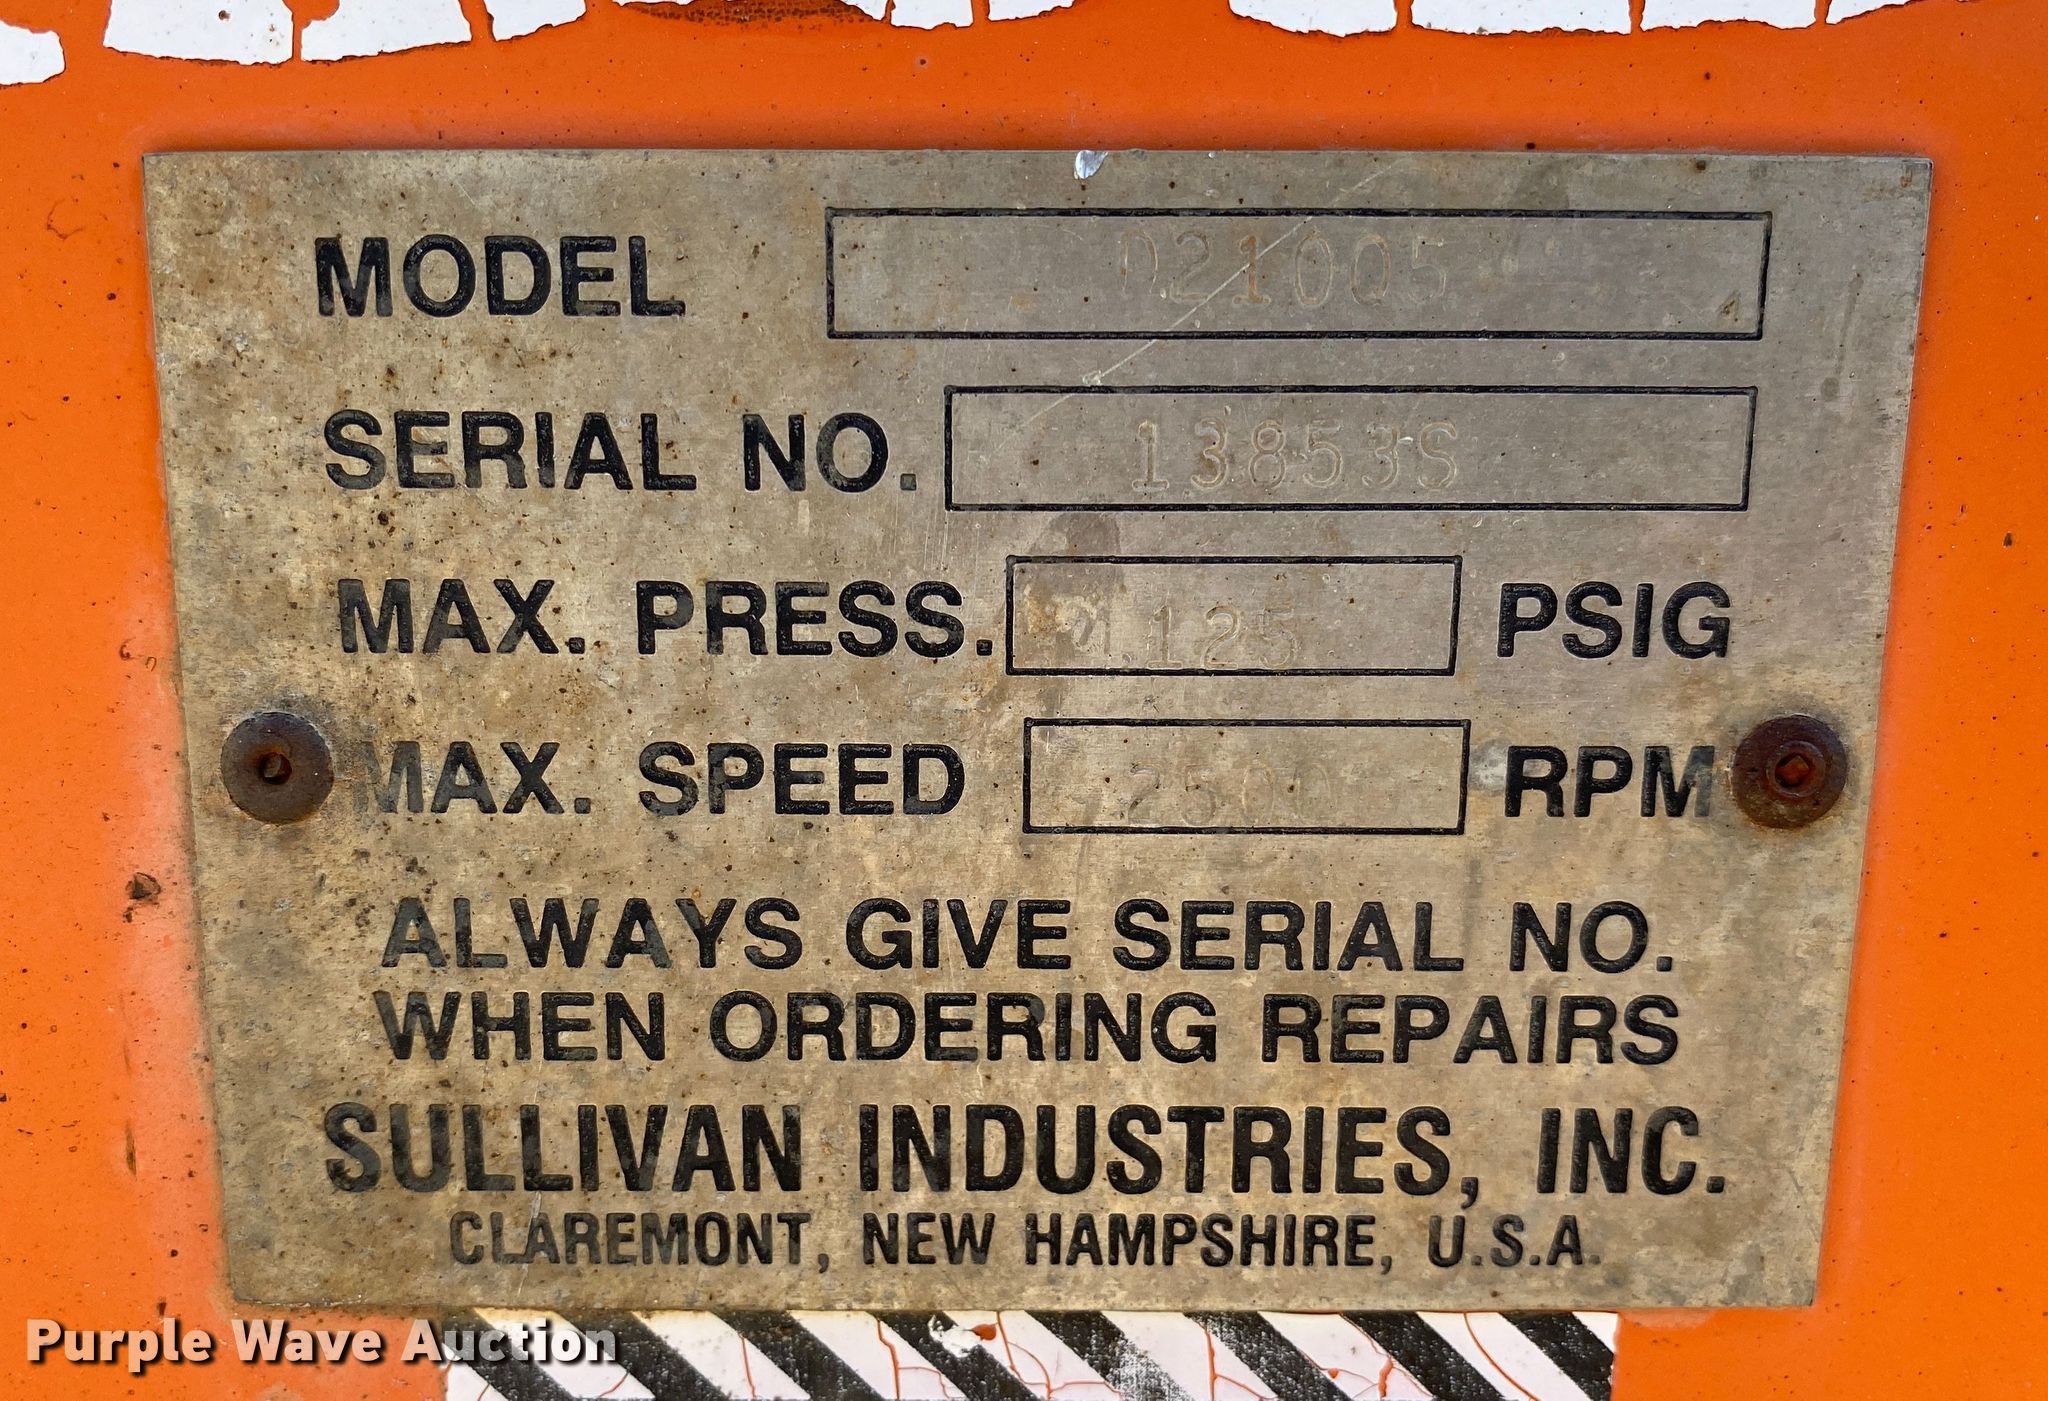 MODEL D210Q5
SERIAL NO. 13853S
MAX. PRESS. 125 PSIG
MAX. SPEED 2500 RPM
ALWAYS GIVE SERIAL NO.
WHEN ORDERING REPAIRS
SULLIVAN INDUSTRIES, INC.
CLAREMONT, NEW HAMPSHIRE, U.S.A.
Purple Wave Auction